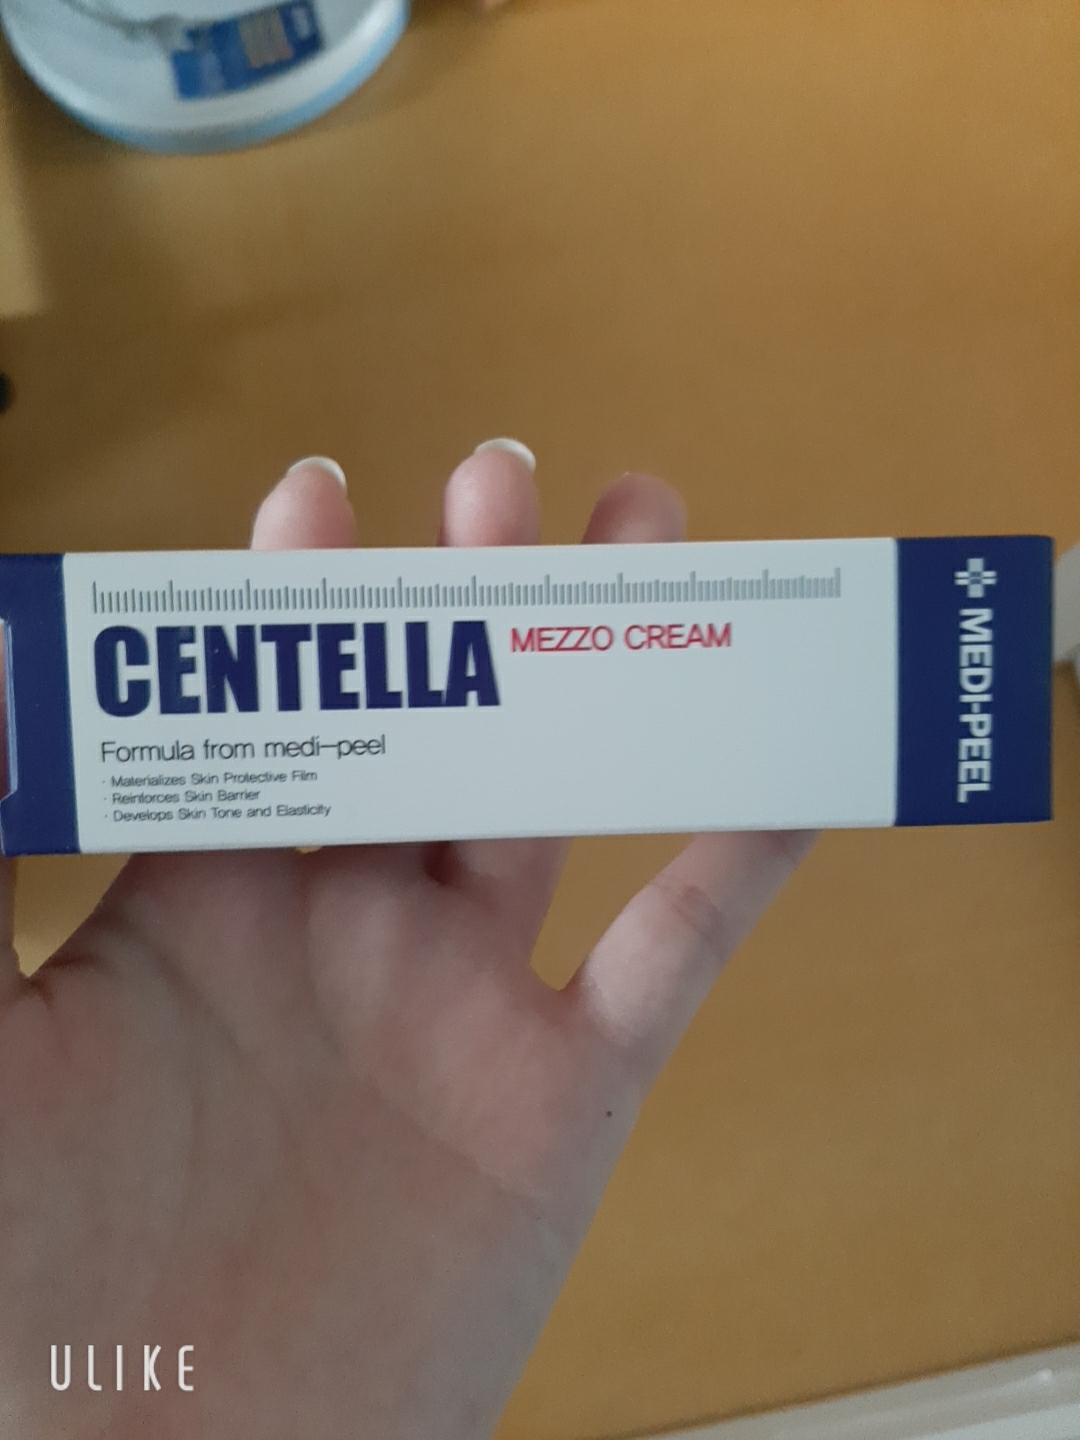 CENTELLA MEZZO CREAM
Formula from medi-peel
· Materializes Skin Protective Film
· Reinforces Skin Barrier
· Develops Skin Tone and Elasticity
MEDI-PEEL
ULIKE